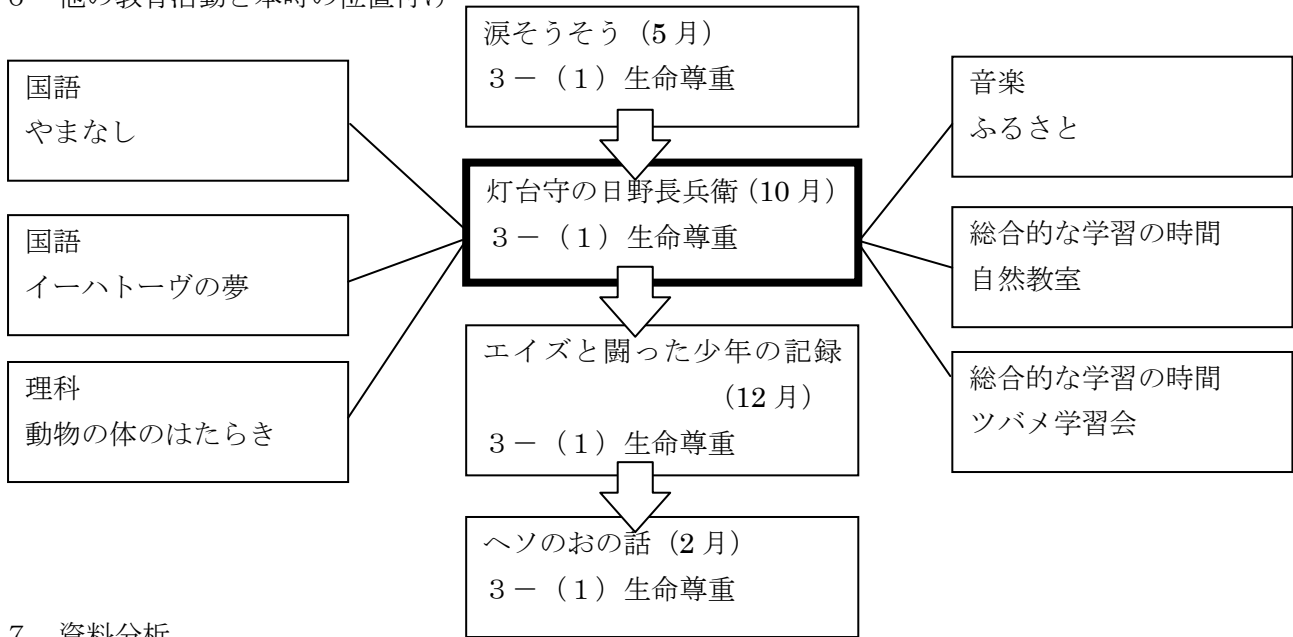 6 他の教育活動と本時の位置付け
涙そうそう（5月）
３－（１）生命尊重
国語
やまなし
国語
イーハトーヴの夢
理科
動物の体のはたらき
灯台守の日野長兵衛（10月）
３－（１）生命尊重
エイズと闘った少年の記録
（12月）
３－（１）生命尊重
ヘソのおの話（2月）
３－（１）生命尊重
音楽
ふるさと
総合的な学習の時間
自然教室
総合的な学習の時間
ツバメ学習会
７ 資料分析